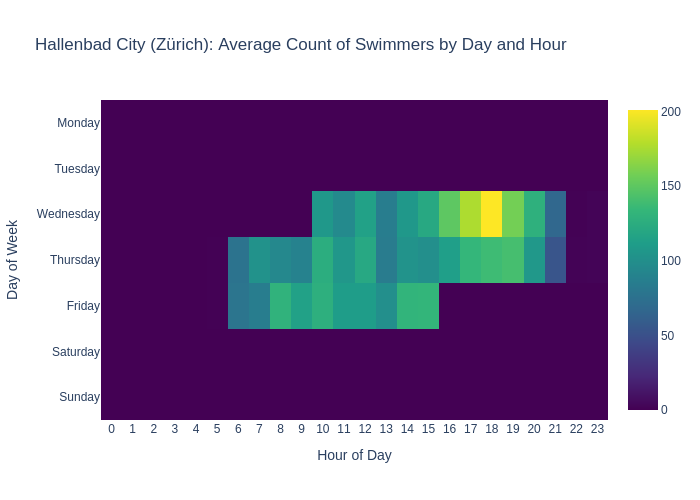 Hallenbad City (Zürich): Average Count of Swimmers by Day and Hour
Monday
Tuesday
Wednesday
Thursday
Friday
Saturday
Sunday
Day of Week
0 1 2 3 4 5 6 7 8 9 10 11 12 13 14 15 16 17 18 19 20 21 22 23
Hour of Day
200
150
100
50
0